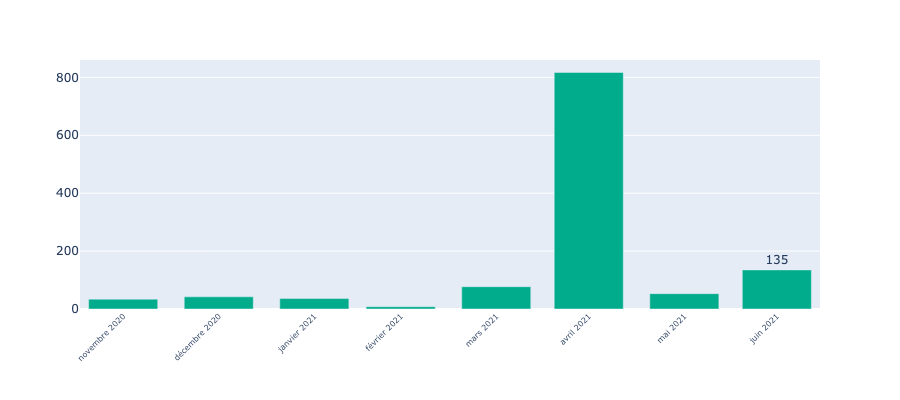 800
600
400
200
0
135
novembre 2020
décembre 2020
janvier 2021
février 2021
mars 2021
avril 2021
mai 2021
juin 2021